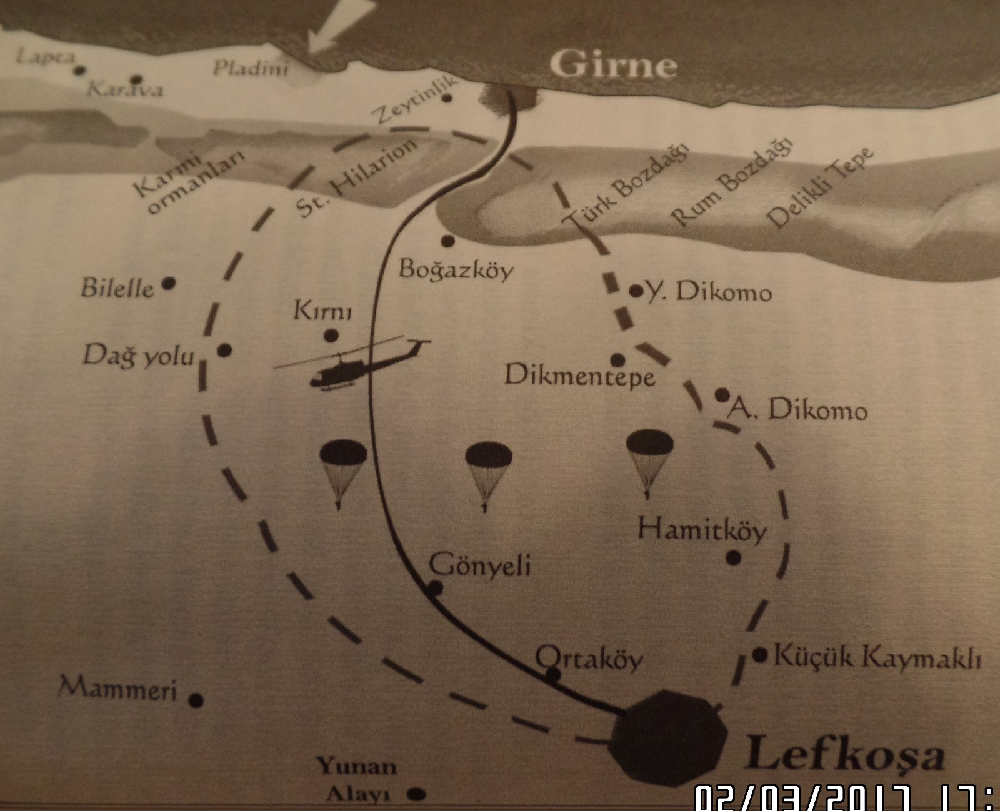 Lapta
Karava
Pladini
Zeytinlik
Girne
Karmi
ormanları
St. Hilarion
Türk Bozdağı
Rum Bozdağı
Delikli Tepe
Boğazköy
Bilelle
Kırnı
Y. Dikomo
Dağ yolu
Dikmentepe
A. Dikomo
Hamitköy
Gönyeli
Ortaköy
Küçük Kaymaklı
Mammeri
Lefkoşa
Yunan
Alayı
02/03/2017 17: